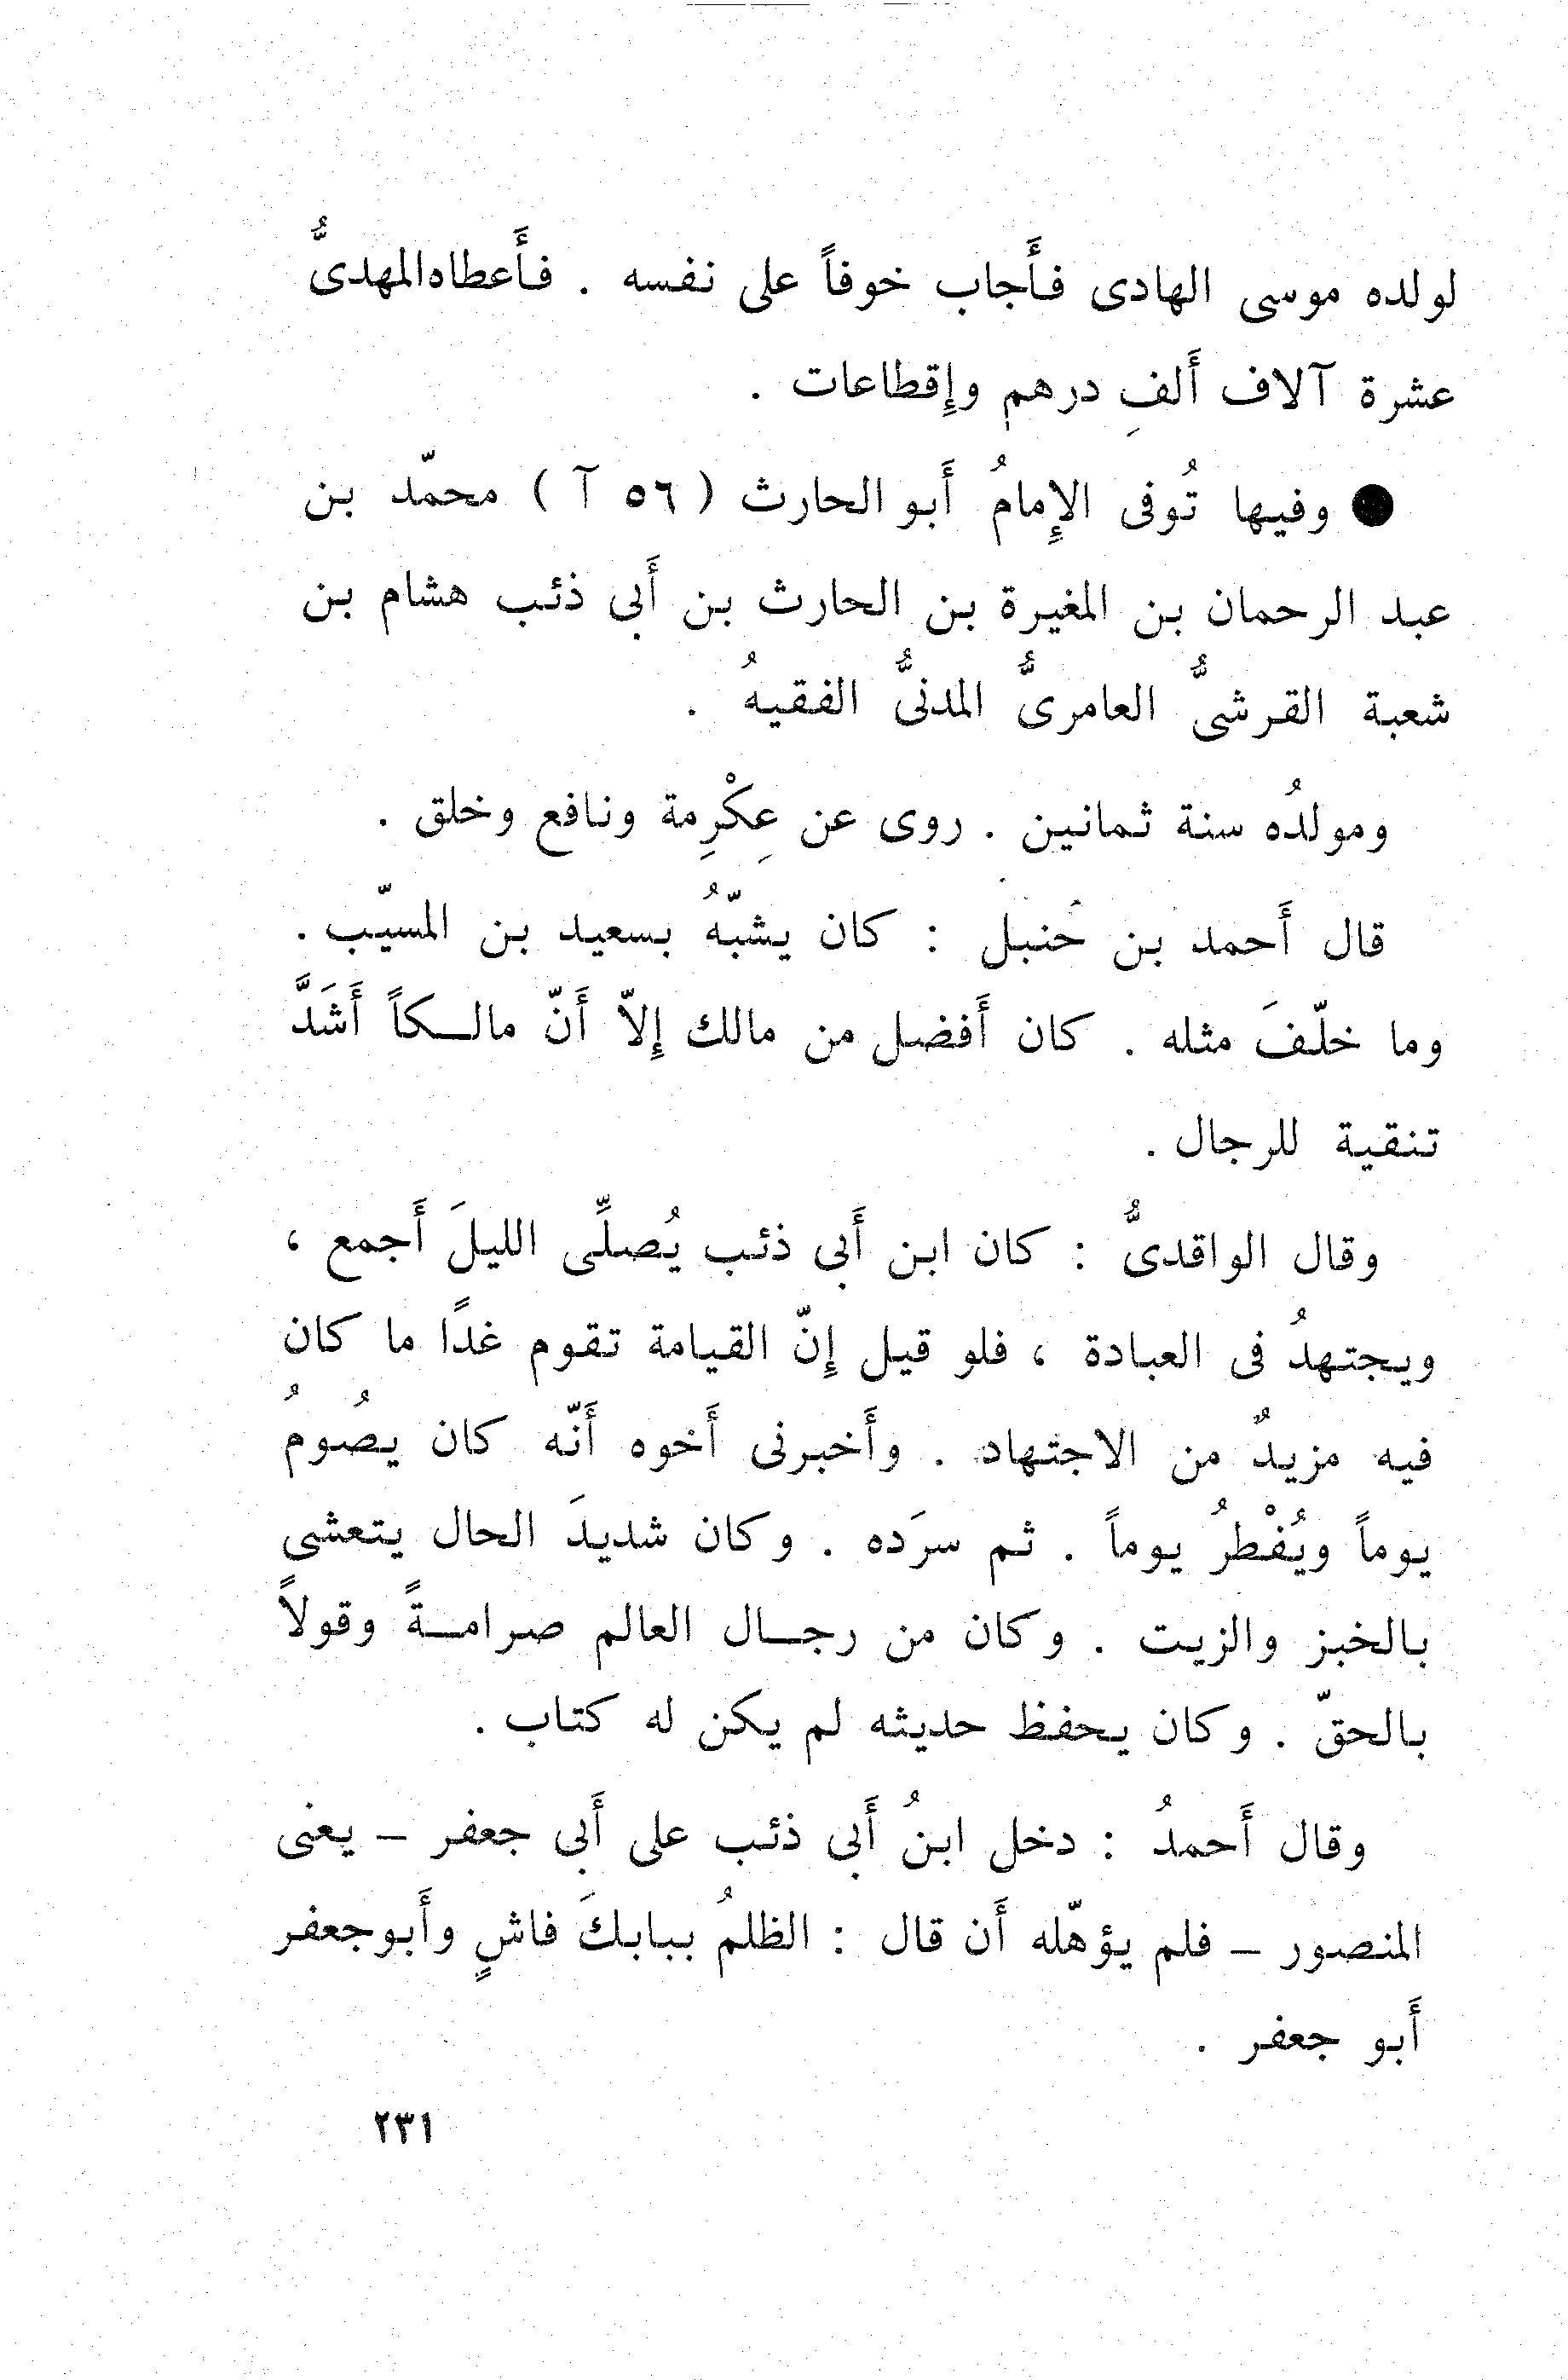 لولده موسى الهادى فأَجاب خوفاً على نفسه . فأَعطاه المهدىُّ
عشرة آلاف أَلفِ درهم وإِقطاعات .
● وفيها تُوفى الإِمامُ أَبو الحارث ( ٥٦ آ ) محمّد بن
عبد الرحمان بن المغيرة بن الحارث بن أَبى ذئب هشام بن
شعبة القرشىُّ العامرىُّ المدنىُّ الفقيهُ .
ومولدُه سنة ثمانين . روى عن عِكْرِمة ونافع وخلق .
قال أَحمد بن حَنبل : كان يشبّهُ بسعيد بن المسيّب .
وما خلّفَ مثله . كان أَفضل من مالك إِلاّ أَنّ مالـكاً أَشَدَّ
تنقية للرجال .
وقال الواقدىُّ : كان ابن أَبى ذئب يُصلِّى الليلَ أَجمع ،
ويجتهدُ فى العبادة ، فلو قيل إِنّ القيامة تقوم غدًا ما كان
فيه مزيدٌ من الاجتهاد . وأَخبرنى أَخوه أَنّه كان يصُومُ
يوماً ويُفْطرُ يوماً . ثم سرَده . وكان شديدَ الحال يتعشى
بالخبز والزيت . وكان من رجـال العالم صرامـةً وقولاً
بالحقّ . وكان يحفظ حديثه لم يكن له كتاب .
وقال أَحمدُ : دخل ابنُ أَبى ذئب على أَبى جعفر – يعنى
المنصور – فلم يؤهّله أَن قال : الظلمُ ببابكَ فاشٍ وأَبوجعفر
أَبو جعفر .
٢٣١